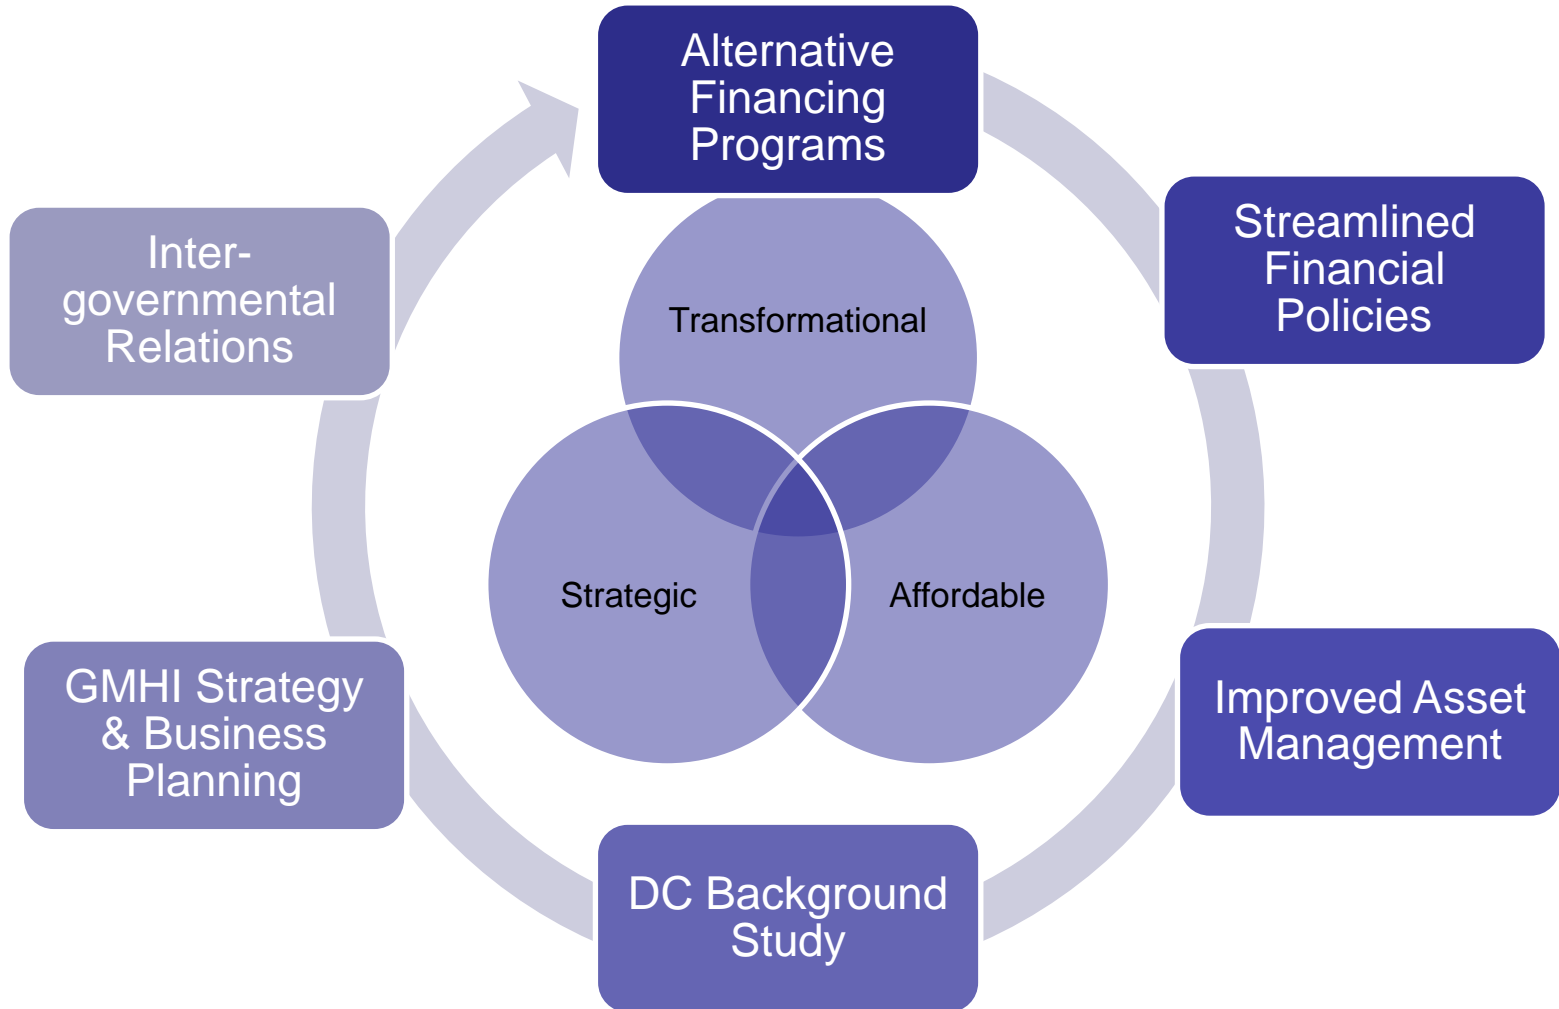 Alternative
Financing
Programs
Streamlined
Financial
Policies
Improved Asset
Management
DC Background
Study
GMHI Strategy
& Business
Planning
Inter-
governmental
Relations
Transformational
Strategic
Affordable